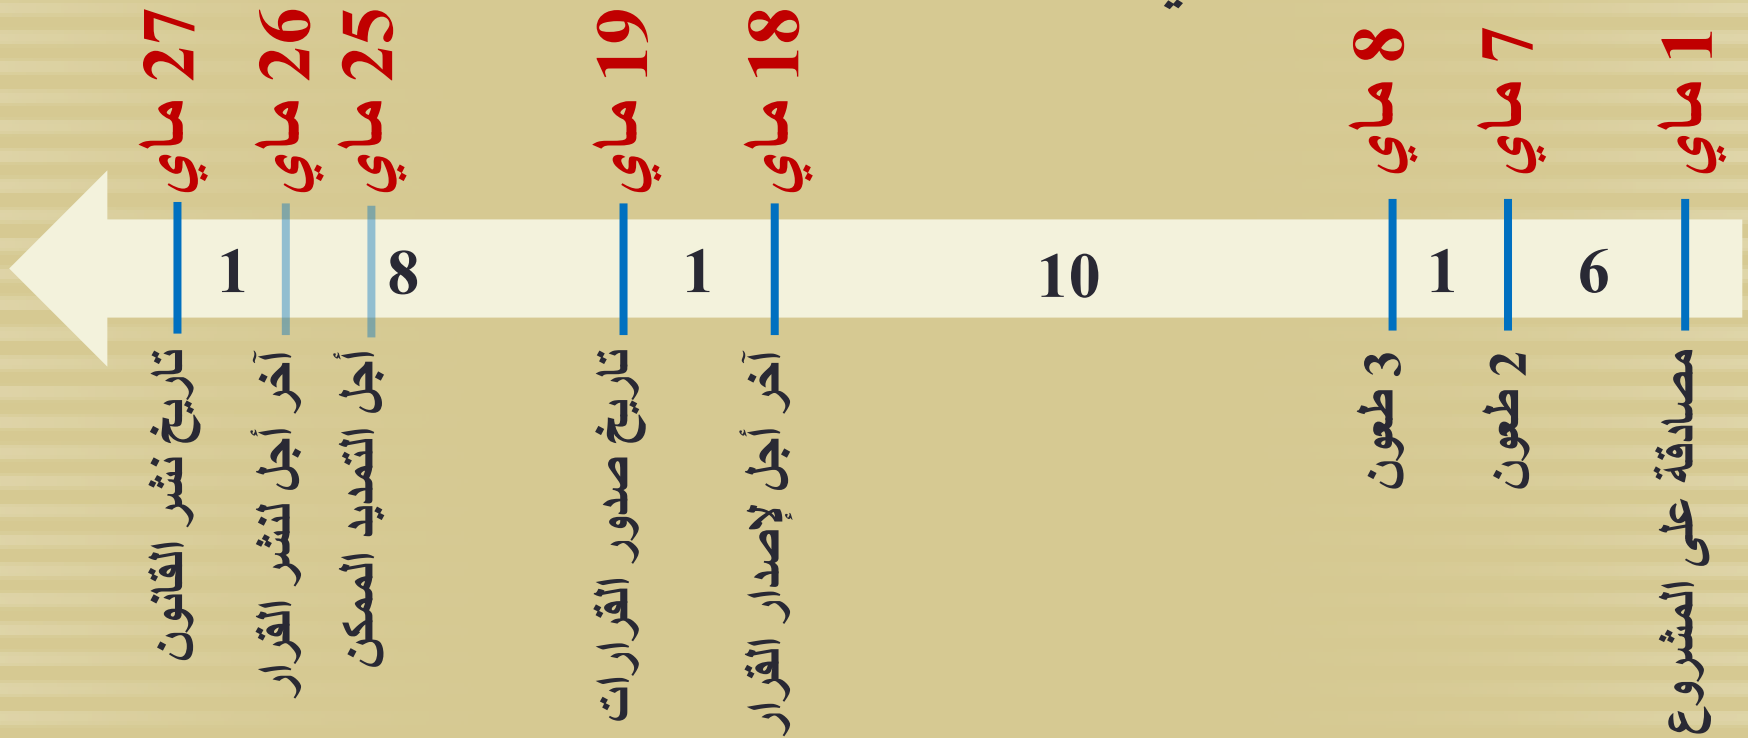 1 ماي
7 ماي
8 ماي
18 ماي
19 ماي
25 ماي
26 ماي
27 ماي
6
1
10
1
8
1
مصادقة على المشروع
2 طعون
3 طعون
آخر أجل لإصدار القرار
تاريخ صدور القرارات
أجل التمديد الممكن
آخر أجل لنشر القرار
تاريخ نشر القانون